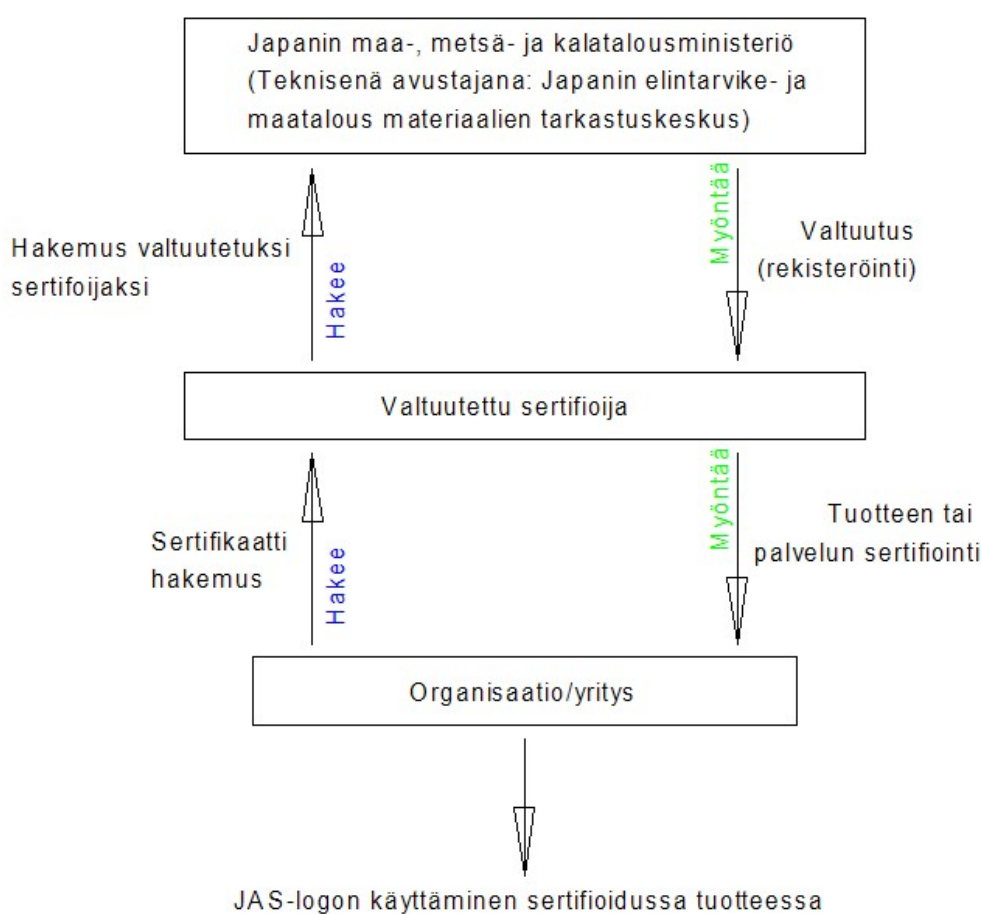 Japanin maa-, metsä- ja kalatalousministeriö
(Teknisenä avustajana: Japanin elintarvike- ja
maatalous materiaalien tarkastuskeskus)
Hakemus valtuutetuksi
sertifoijaksi
Hakee
Myöntää
Valtuutus
(rekisteröinti)
Valtuutettu sertifioija
Sertifikaatti
hakemus
Hakee
Myöntää
Tuotteen tai
palvelun sertifiointi
Organisaatio/yritys
JAS-logon käyttäminen sertifioidussa tuotteessa